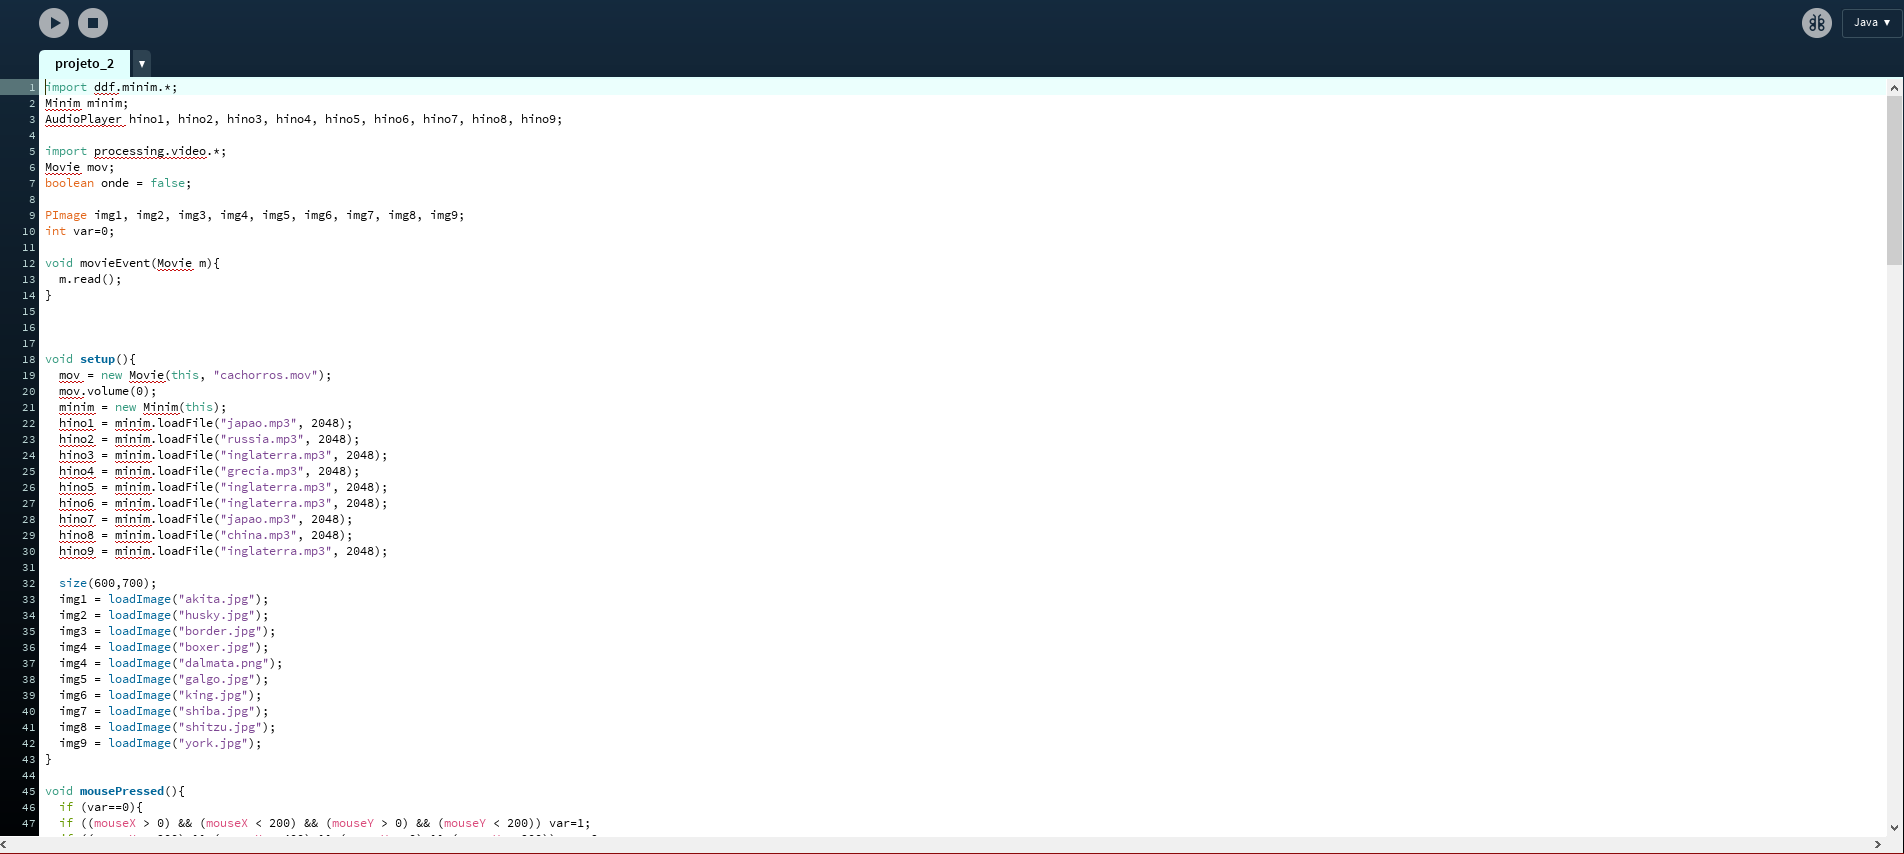 Java ▼
projeto_2 ▼
1 import ddf.minim.*;
2 Minim minim;
3 AudioPlayer hino1, hino2, hino3, hino4, hino5, hino6, hino7, hino8, hino9;
4
5 import processing.video.*;
6 Movie mov;
7 boolean onde = false;
8
9 PImage img1, img2, img3, img4, img5, img6, img7, img8, img9;
10 int var=0;
11
12 void movieEvent(Movie m){
13   m.read();
14 }
15
16
17
18 void setup(){
19   mov = new Movie(this, "cachorros.mov");
20   mov.volume(0);
21   minim = new Minim(this);
22   hino1 = minim.loadFile("japao.mp3", 2048);
23   hino2 = minim.loadFile("russia.mp3", 2048);
24   hino3 = minim.loadFile("inglaterra.mp3", 2048);
25   hino4 = minim.loadFile("grecia.mp3", 2048);
26   hino5 = minim.loadFile("inglaterra.mp3", 2048);
27   hino6 = minim.loadFile("inglaterra.mp3", 2048);
28   hino7 = minim.loadFile("japao.mp3", 2048);
29   hino8 = minim.loadFile("china.mp3", 2048);
30   hino9 = minim.loadFile("inglaterra.mp3", 2048);
31
32   size(600,700);
33   img1 = loadImage("akita.jpg");
34   img2 = loadImage("husky.jpg");
35   img3 = loadImage("border.jpg");
36   img4 = loadImage("boxer.jpg");
37   img4 = loadImage("dalmata.png");
38   img5 = loadImage("galgo.jpg");
39   img6 = loadImage("king.jpg");
40   img7 = loadImage("shiba.jpg");
41   img8 = loadImage("shitzu.jpg");
42   img9 = loadImage("york.jpg");
43 }
44
45 void mousePressed(){
46   if (var==0){
47   if ((mouseX > 0) && (mouseX < 200) && (mouseY > 0) && (mouseY < 200)) var=1;